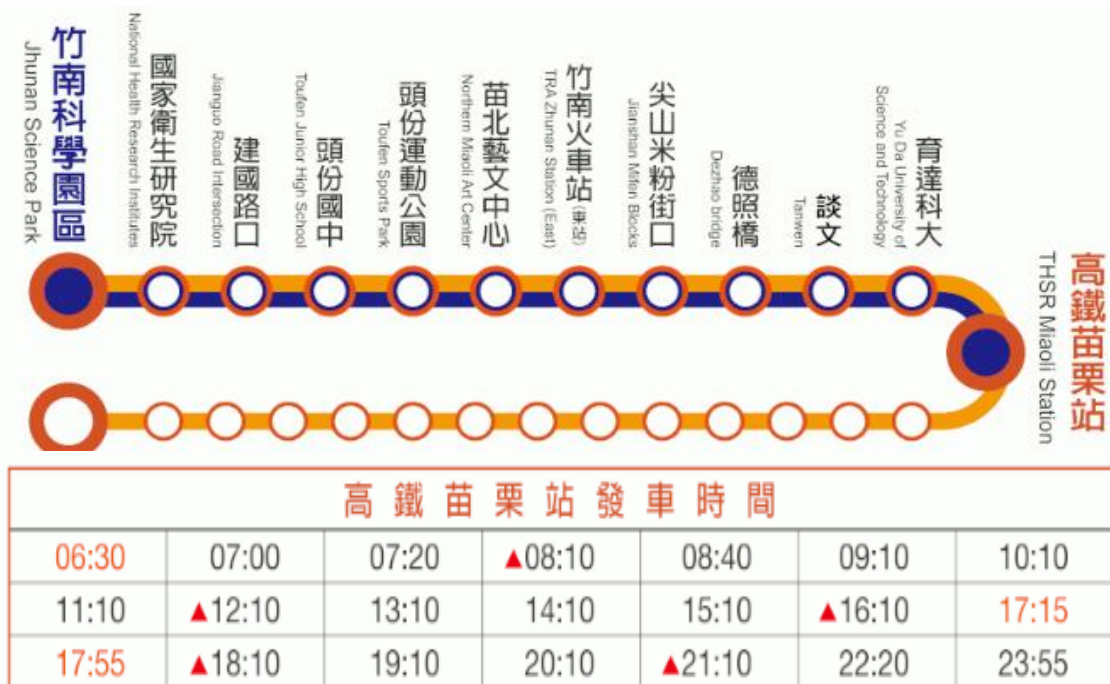 竹南科學園區
Jhunan Science Park
國家衛生研究院
National Health Research Institutes
建國路口
Jianguo Road Intersection
頭份國中
Toufen Junior High School
頭份運動公園
Toufen Sports Park
苗北藝文中心
Northern Miaoli Art Center
竹南火車站(東站)
TRA Zhunan Station (East)
尖山米粉街口
Jianshan Mifen Blocks
德照橋
Dezhao bridge
談文
Tanwen
育達科大
Yu Da University of
Science and Technology
高鐵苗栗站
THSR Miaoli Station
高鐵苗栗站發車時間
06:30 07:00 07:20 ▲08:10 08:40 09:10 10:10
11:10 ▲12:10 13:10 14:10 15:10 ▲16:10 17:15
17:55 ▲18:10 19:10 20:10 ▲21:10 22:20 23:55